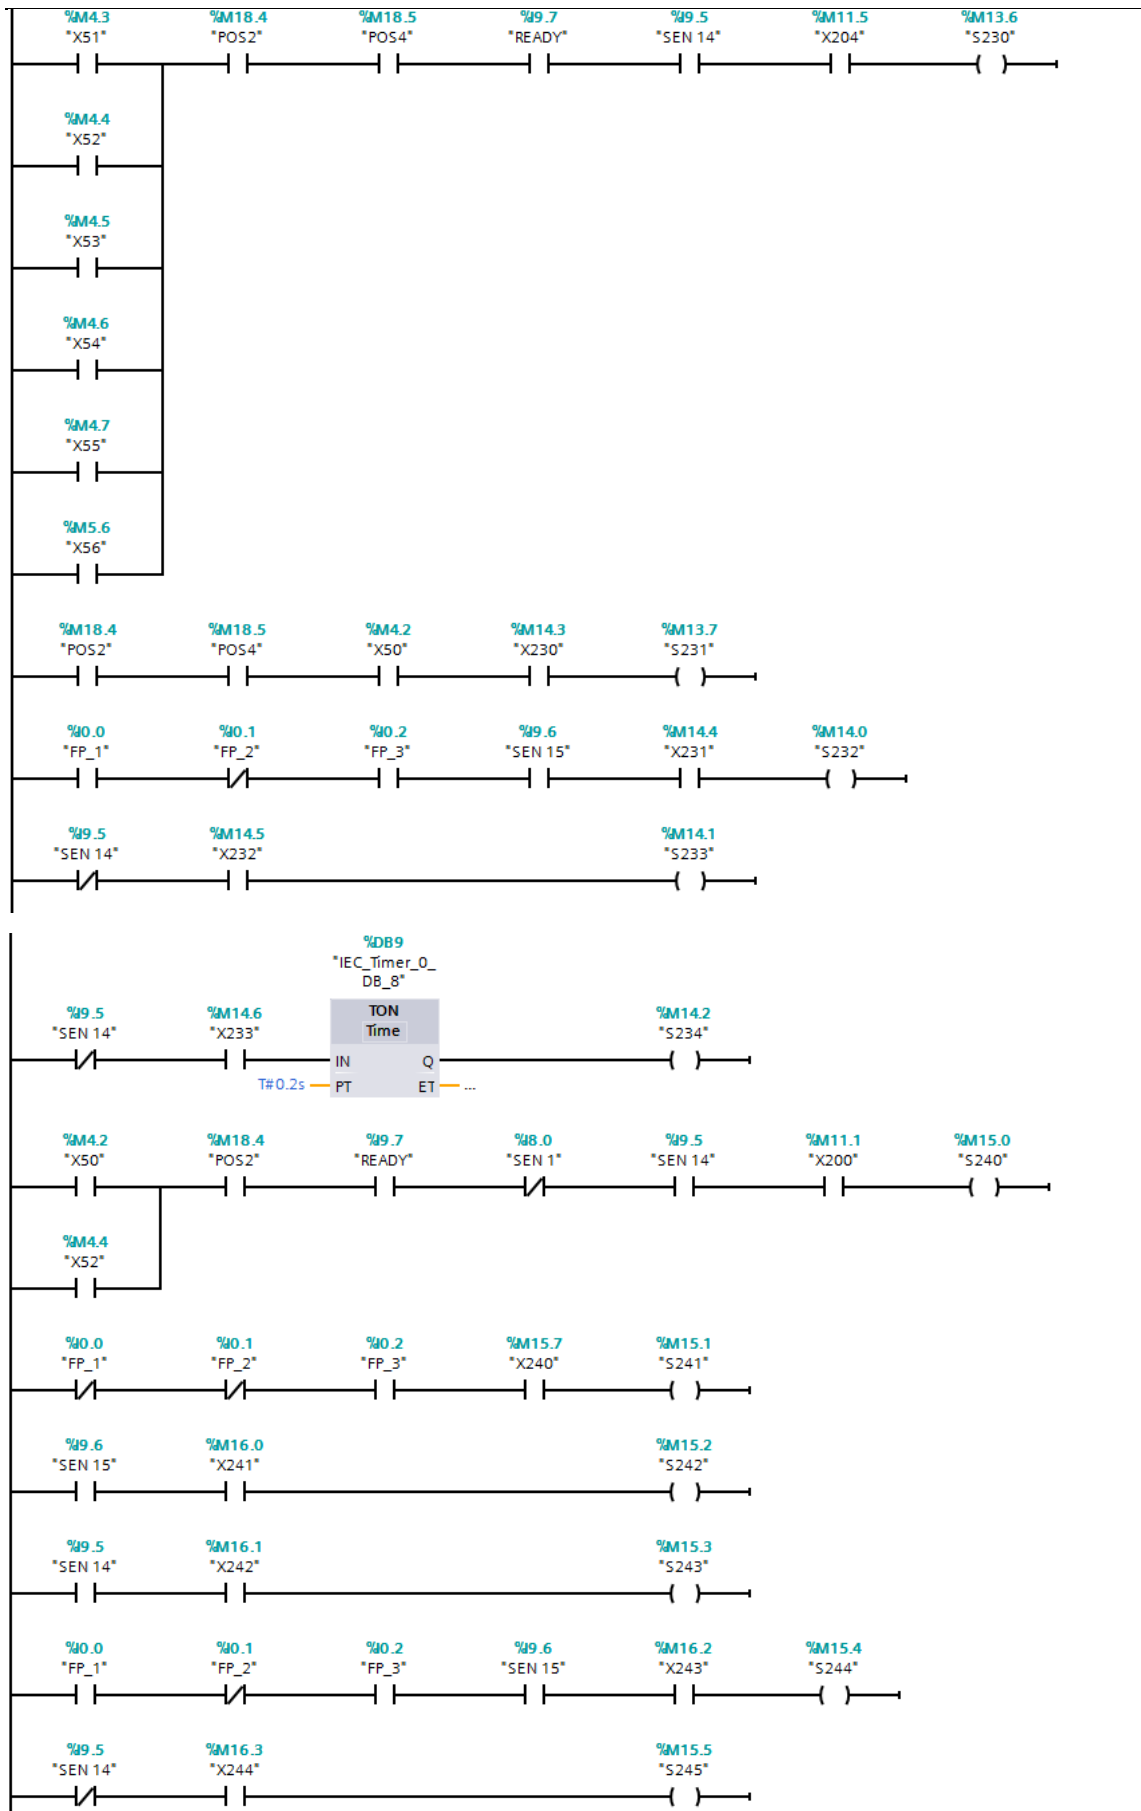 %M4.3 %M18.4 %M18.5 %I9.7 %I9.5 %M11.5 %M13.6
"X51" "POS2" "POS4" "READY" "SEN 14" "X204" "S230"
%M4.4
"X52"
%M4.5
"X53"
%M4.6
"X54"
%M4.7
"X55"
%M5.6
"X56"
%M18.4 %M18.5 %M4.2 %M14.3 %M13.7
"POS2" "POS4" "X50" "X230" "S231"
%I0.0 %I0.1 %I0.2 %I9.6 %M14.4 %M14.0
"FP_1" "FP_2" "FP_3" "SEN 15" "X231" "S232"
%I9.5 %M14.5 %M14.1
"SEN 14" "X232" "S233"
%DB9
"IEC_Timer_0_
DB_8"
%I9.5 %M14.6 TON %M14.2
"SEN 14" "X233" Time "S234"
IN Q
T#0.2s PT ET ...
%M4.2 %M18.4 %I9.7 %I8.0 %I9.5 %M11.1 %M15.0
"X50" "POS2" "READY" "SEN 1" "SEN 14" "X200" "S240"
%M4.4
"X52"
%I0.0 %I0.1 %I0.2 %M15.7 %M15.1
"FP_1" "FP_2" "FP_3" "X240" "S241"
%I9.6 %M16.0 %M15.2
"SEN 15" "X241" "S242"
%I9.5 %M16.1 %M15.3
"SEN 14" "X242" "S243"
%I0.0 %I0.1 %I0.2 %I9.6 %M16.2 %M15.4
"FP_1" "FP_2" "FP_3" "SEN 15" "X243" "S244"
%I9.5 %M16.3 %M15.5
"SEN 14" "X244" "S245"